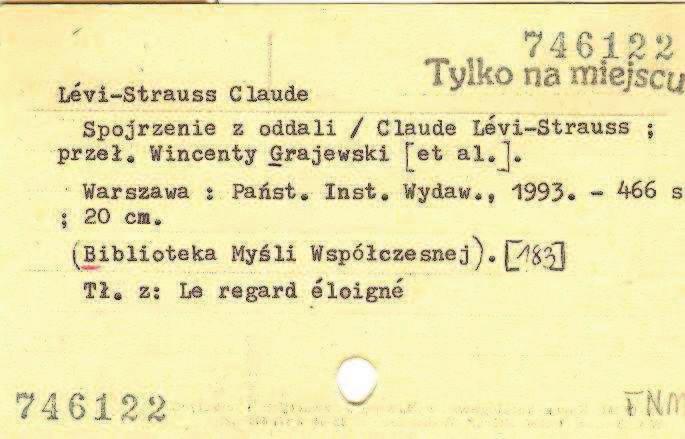 746122
Tylko na miejscu
Lévi-Strauss Claude
Spojrzenie z oddali / Claude Lévi-Strauss ;
przeł. Wincenty Grajewski [et al.].
Warszawa : Państ. Inst. Wydaw., 1993. - 466 s
; 20 cm.
(Biblioteka Myśli Współczesnej). [183]
Tł. z: Le regard éloigné
746122